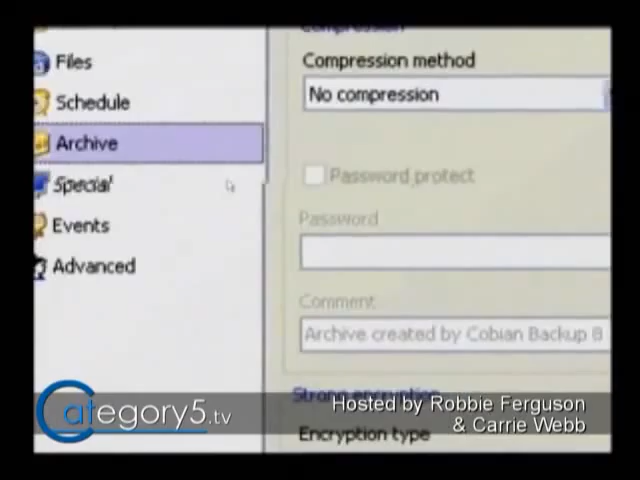 Compression
Files
Compression method
Schedule
No compression
Archive
Special
Password protect
Events
Password
Advanced
Comment
Archive created by Cobian Backup 8
Strong encryption
Category5.tv
Hosted by Robbie Ferguson
& Carrie Webb
Encryption type